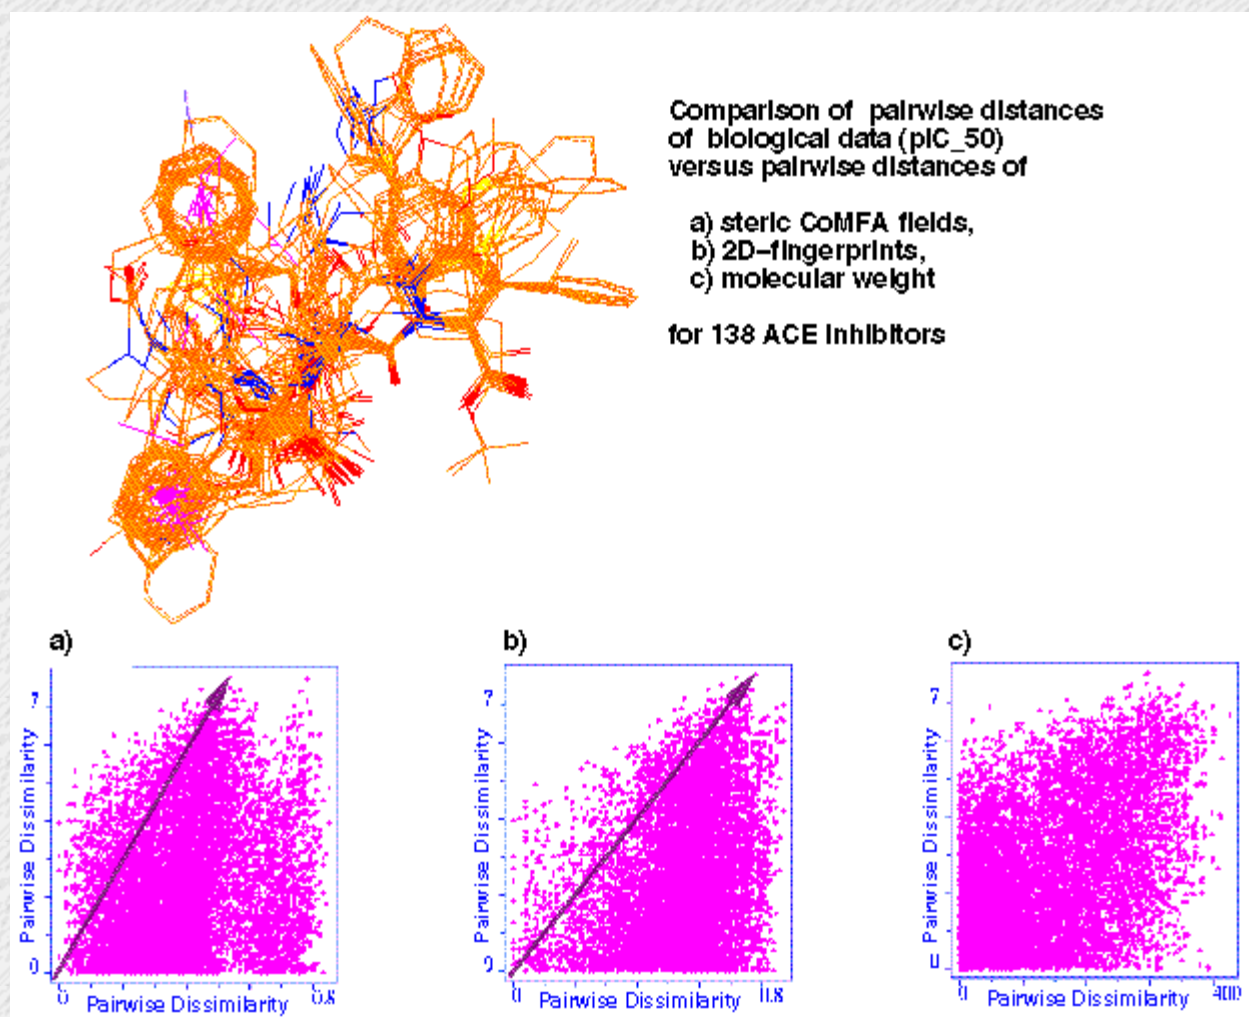 Comparison of pairwise distances
of biological data (pIC_50)
versus pairwise distances of
a) steric CoMFA fields,
b) 2D-fingerprints,
c) molecular weight
for 138 ACE Inhibitors
a)
b)
c)
~7
Pairwise Dissimilarity
0
0
Pairwise Dissimilarity
0.8
~7
Pairwise Dissimilarity
0
0
Pairwise Dissimilarity
0.8
~7
Pairwise Dissimilarity
0
0
Pairwise Dissimilarity
400